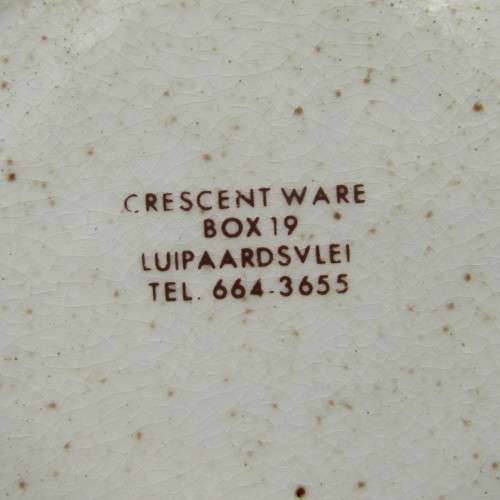 CRESCENT WARE
BOX 19
LUIPAARDSVLEI
TEL. 664-3655